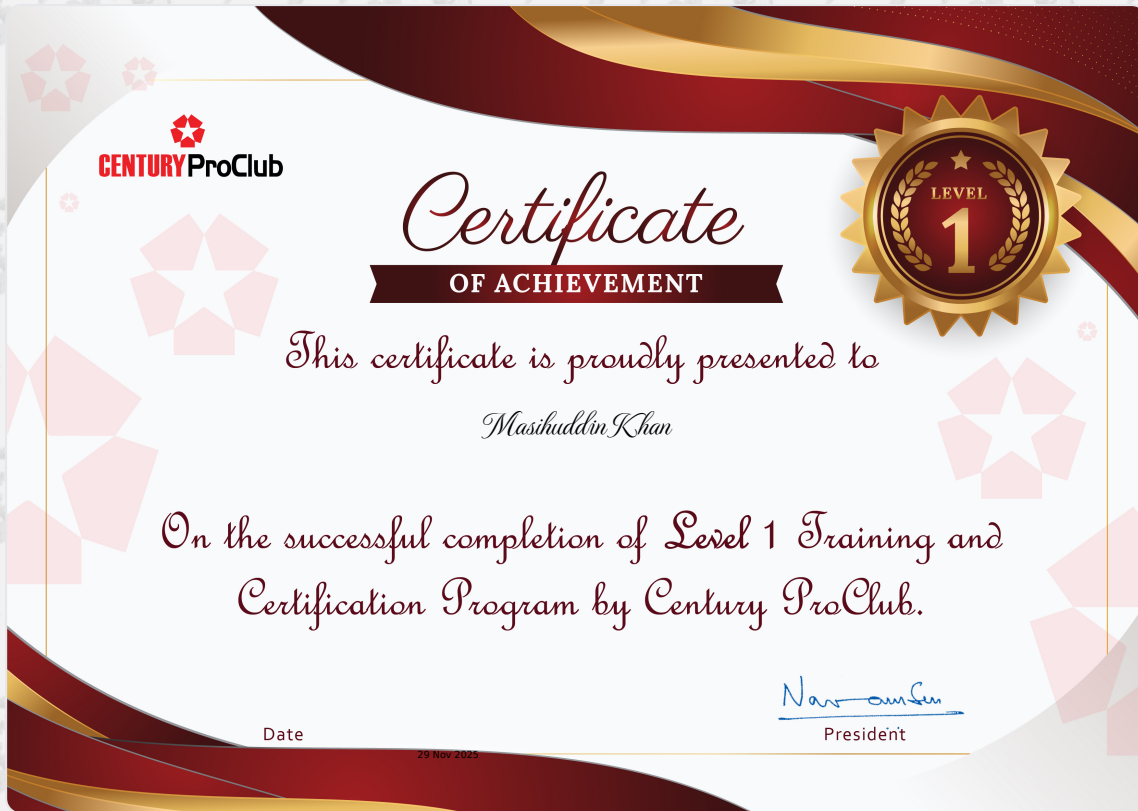 CENTURY ProClub
LEVEL
1
Certificate
OF ACHIEVEMENT
This certificate is proudly presented to
Masihuddin Khan
On the successful completion of Level 1 Training and
Certification Program by Century ProClub.
Date
President
29 Nov 2025